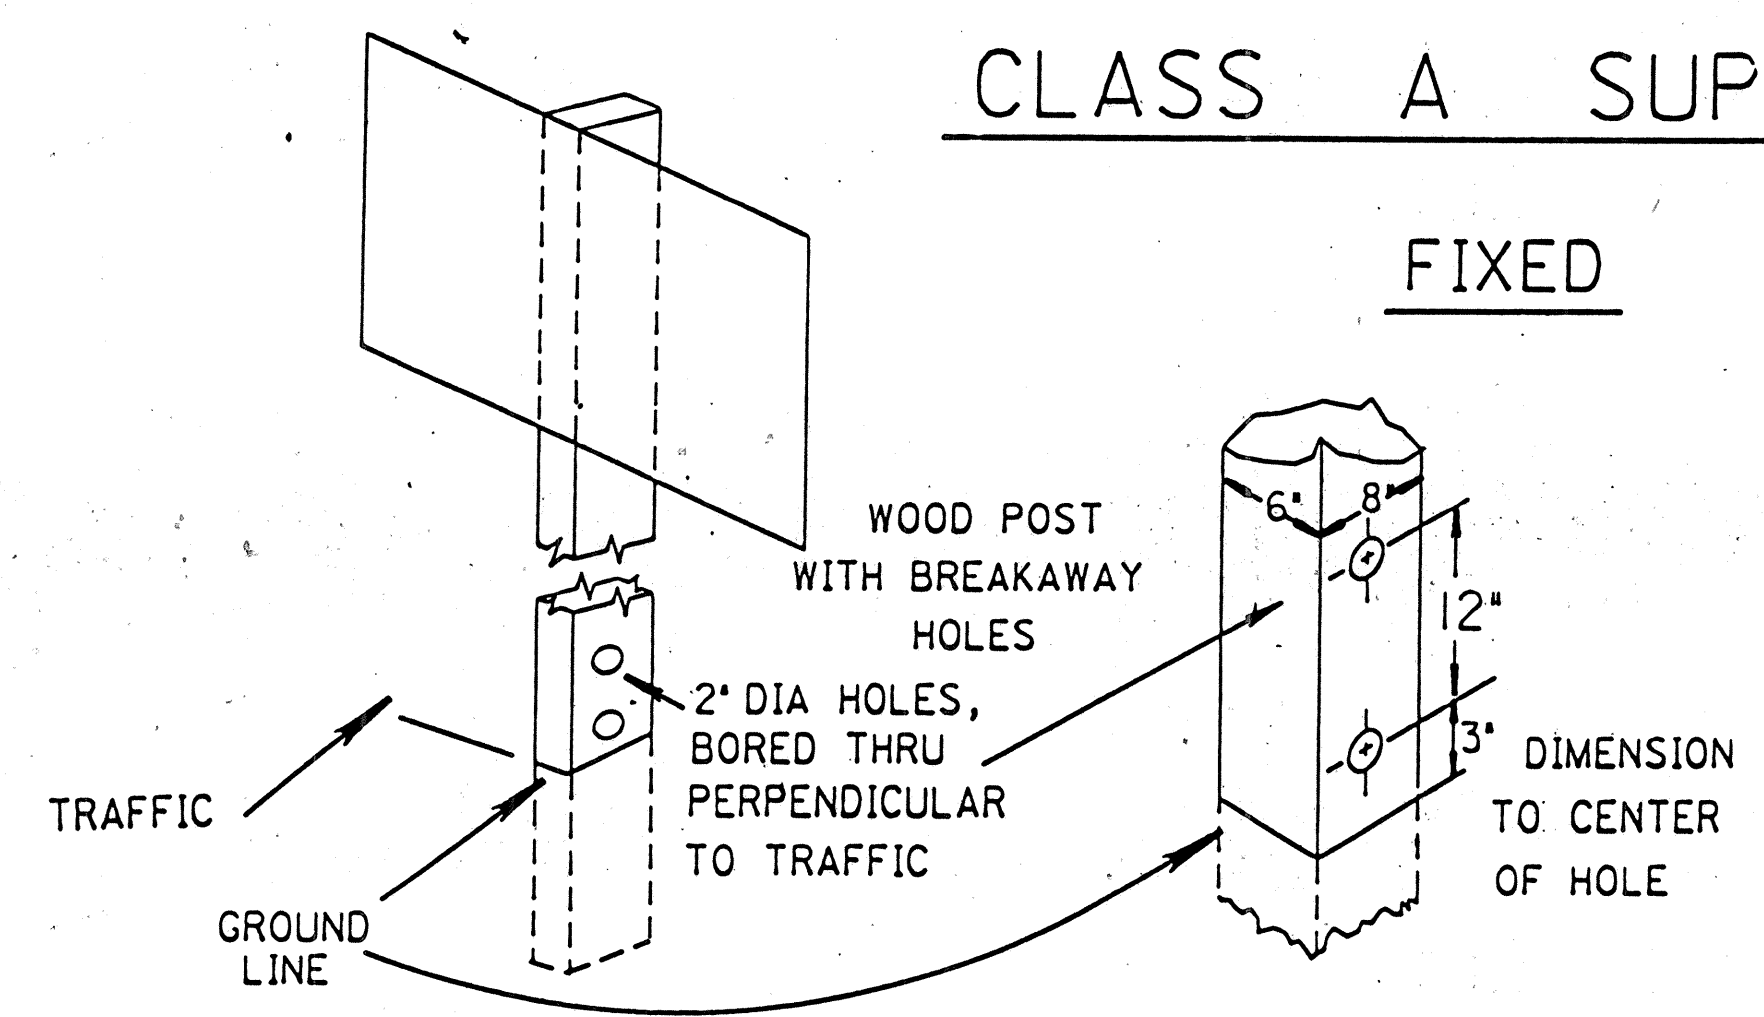 CLASS A SUP
FIXED
WOOD POST
WITH BREAKAWAY
HOLES
6"
8"
12"
3"
2" DIA HOLES,
BORED THRU
PERPENDICULAR
TO TRAFFIC
DIMENSION
TO CENTER
OF HOLE
TRAFFIC
GROUND
LINE